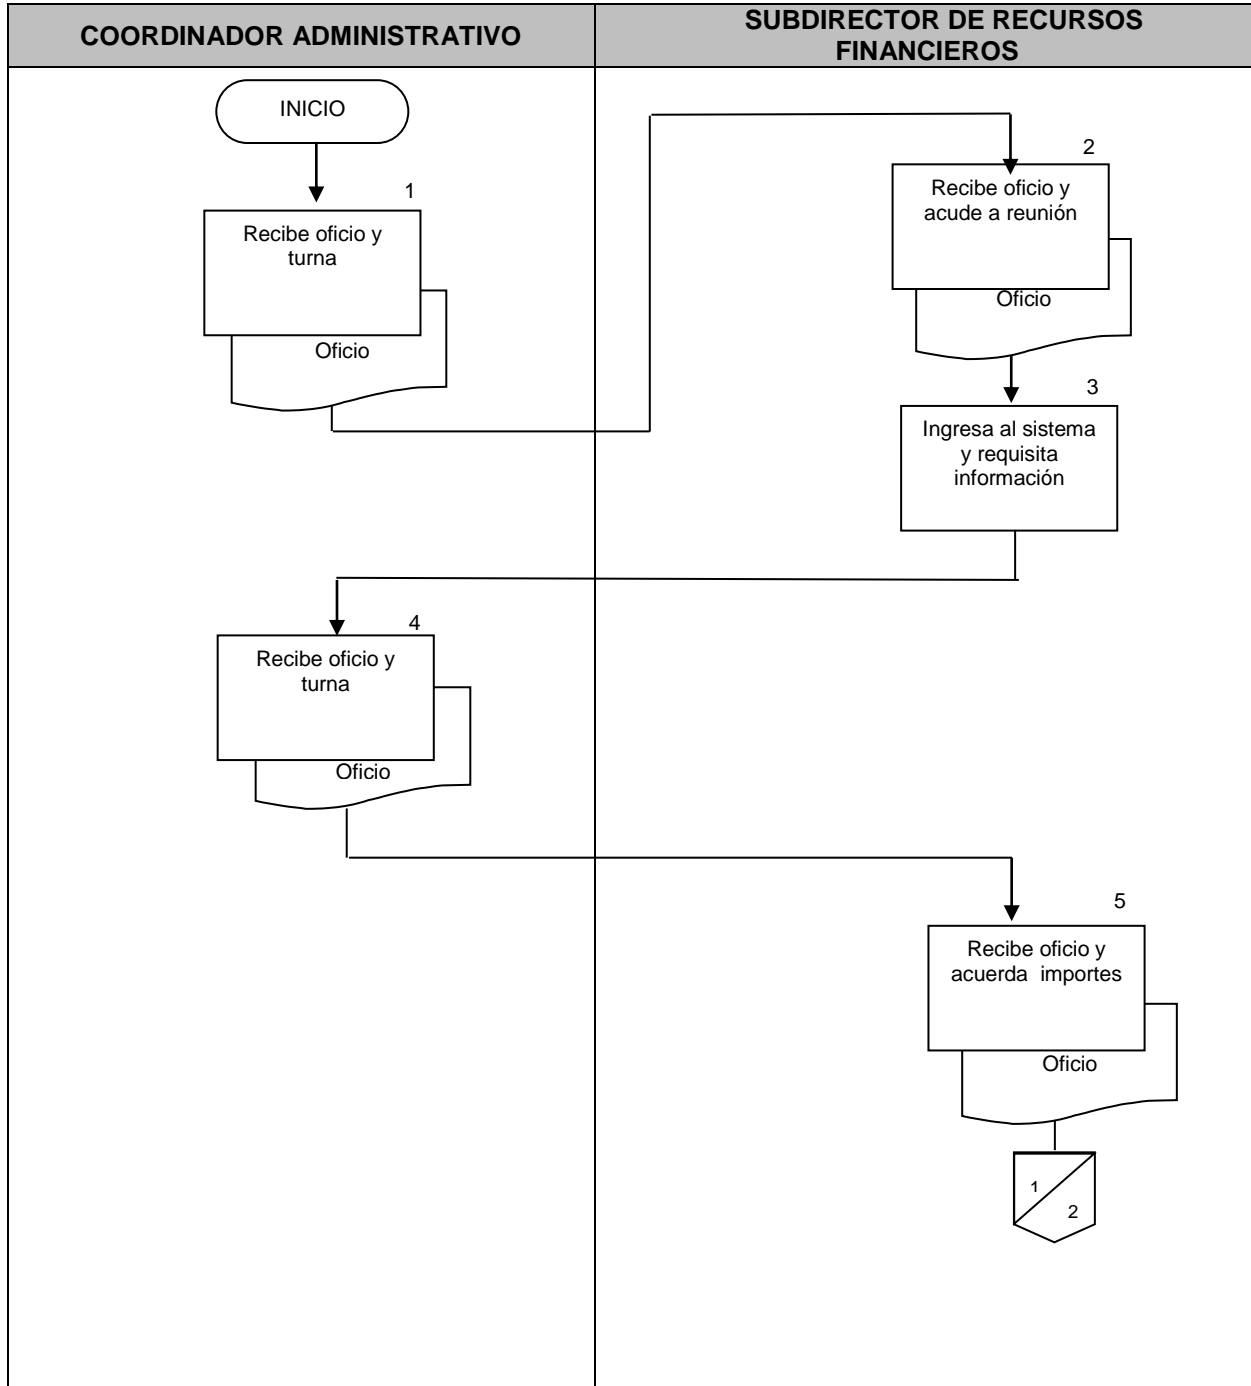 COORDINADOR ADMINISTRATIVO
SUBDIRECTOR DE RECURSOS
FINANCIEROS
INICIO
1
Recibe oficio y
turna
Oficio
2
Recibe oficio y
acude a reunión
Oficio
3
Ingresa al sistema
y requisita
información
4
Recibe oficio y
turna
Oficio
5
Recibe oficio y
acuerda importes
Oficio
1
2